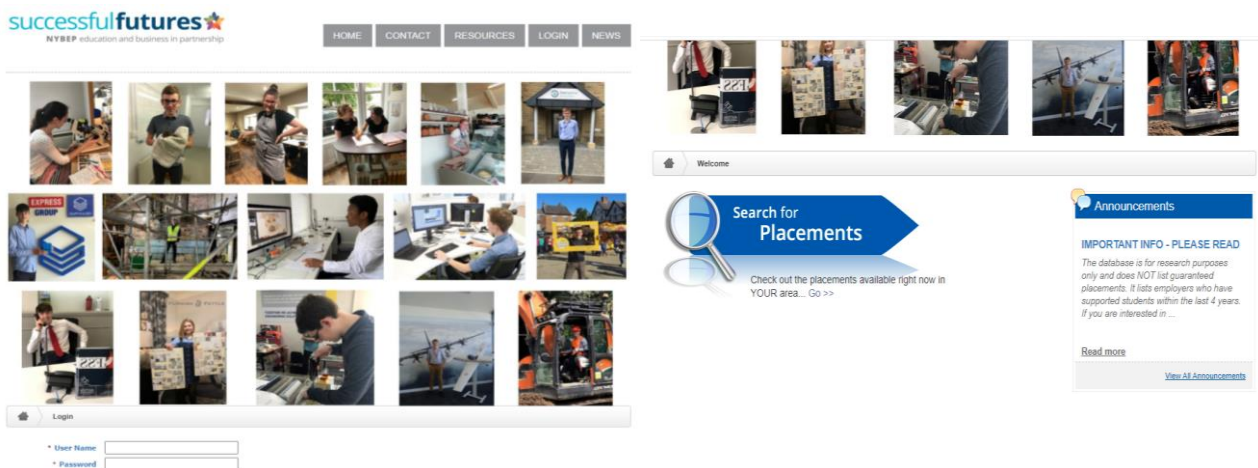 successfulfutures
NYBEP education and business in partnership
HOME CONTACT RESOURCES LOGIN NEWS
EXPRESS
GROUP
Login
* User Name
* Password
Welcome
Search for
Placements
Check out the placements available right now in
YOUR area... Go >>
Announcements
IMPORTANT INFO - PLEASE READ
The database is for research purposes
only and does NOT list guaranteed
placements. It lists employers who have
supported students within the last 4 years.
If you are interested in ...
Read more
View All Announcements